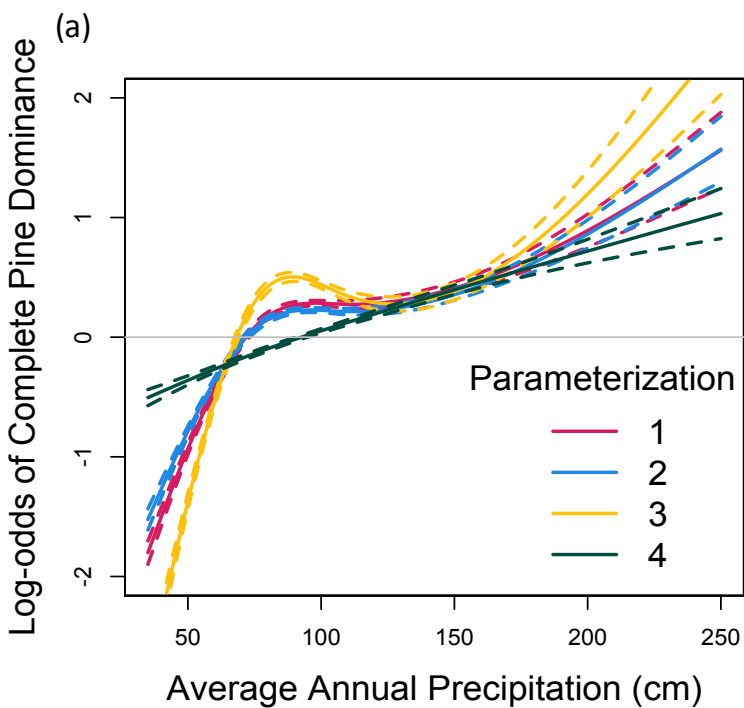 (a)
Log-odds of Complete Pine Dominance
2
1
0
-1
-2
Parameterization
1
2
3
4
50 100 150 200 250
Average Annual Precipitation (cm)